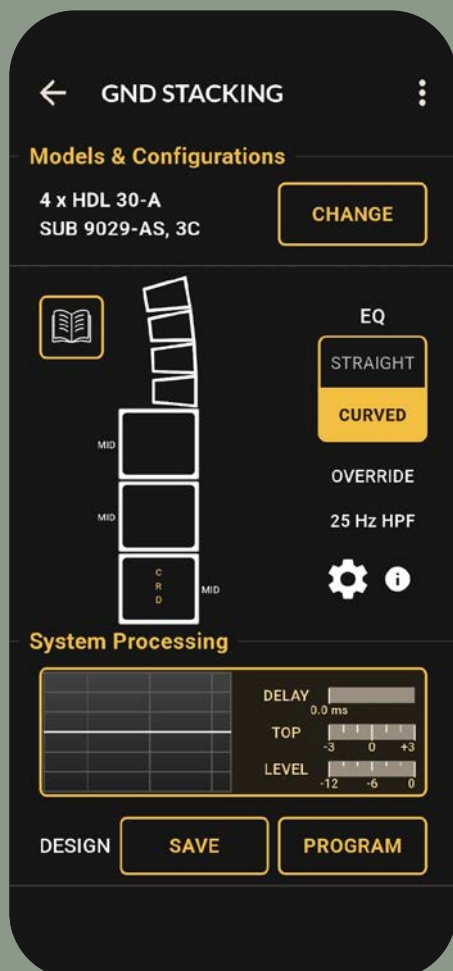 GND STACKING
Models & Configurations
4 x HDL 30-A
SUB 9029-AS, 3C
CHANGE
EQ
STRAIGHT
CURVED
OVERRIDE
25 Hz HPF
MID
MID
C
R
D
MID
System Processing
DELAY
0.0 ms
TOP
-3 0 +3
LEVEL
-12 -6 0
DESIGN
SAVE
PROGRAM